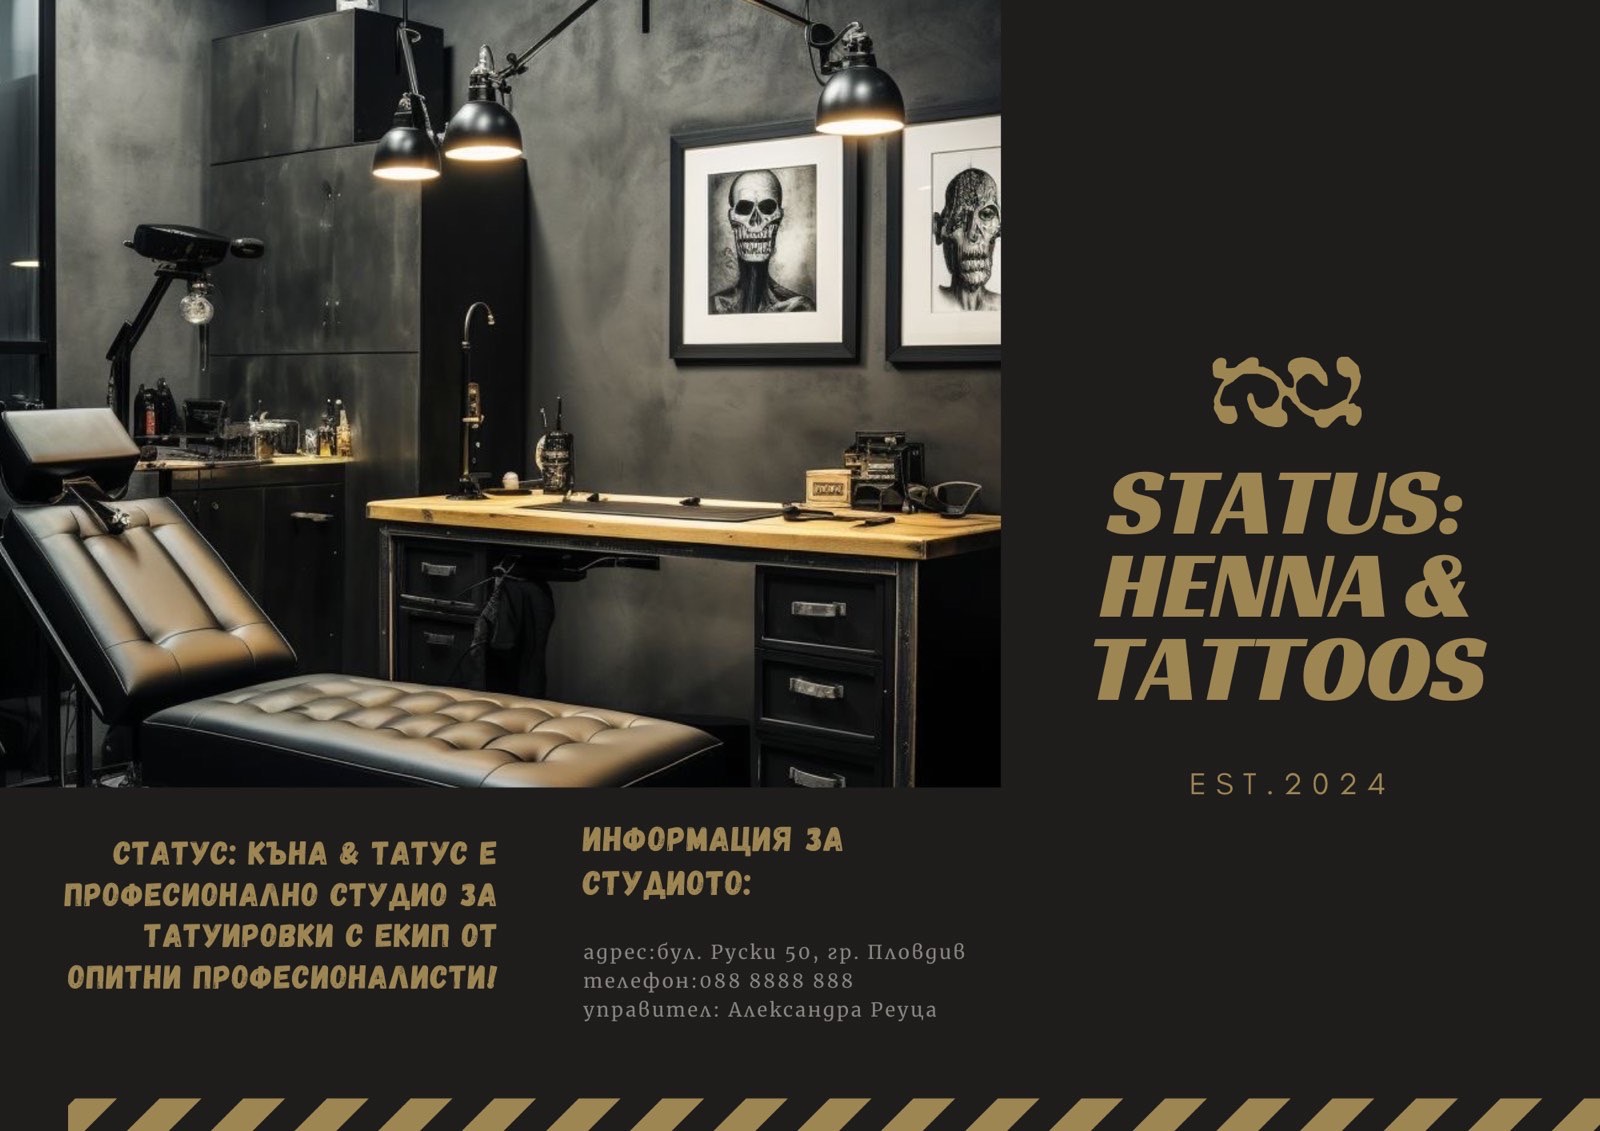 STATUS:
HENNA &
TATTOOS
EST.2024
СТАТУС: КЪНА & ТАТУС Е
ПРОФЕСИОНАЛНО СТУДИО ЗА
ТАТУИРОВКИ С ЕКИП ОТ
ОПИТНИ ПРОФЕСИОНАЛИСТИ!
ИНФОРМАЦИЯ ЗА
СТУДИОТО:
адрес:бул. Руски 50, гр. Пловдив
телефон:088 8888 888
управител: Александра Реуца